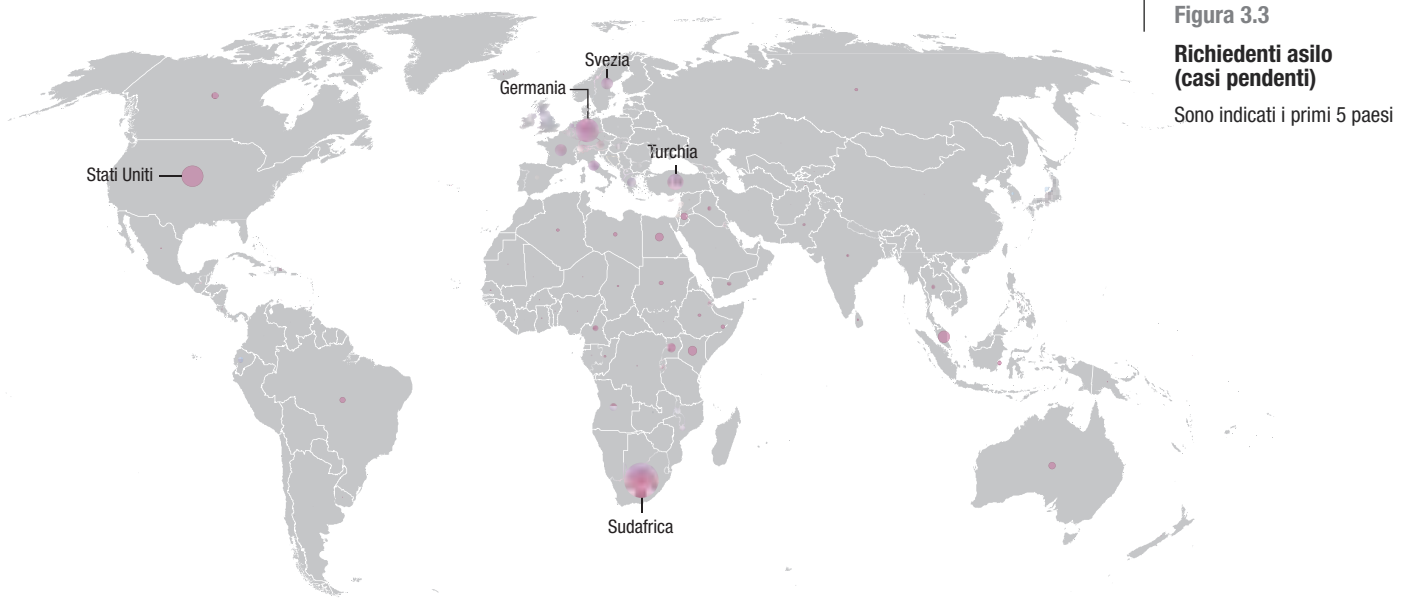 Figura 3.3
Richiedenti asilo
(casi pendenti)
Sono indicati i primi 5 paesi
Svezia
Germania
Turchia
Stati Uniti
Sudafrica